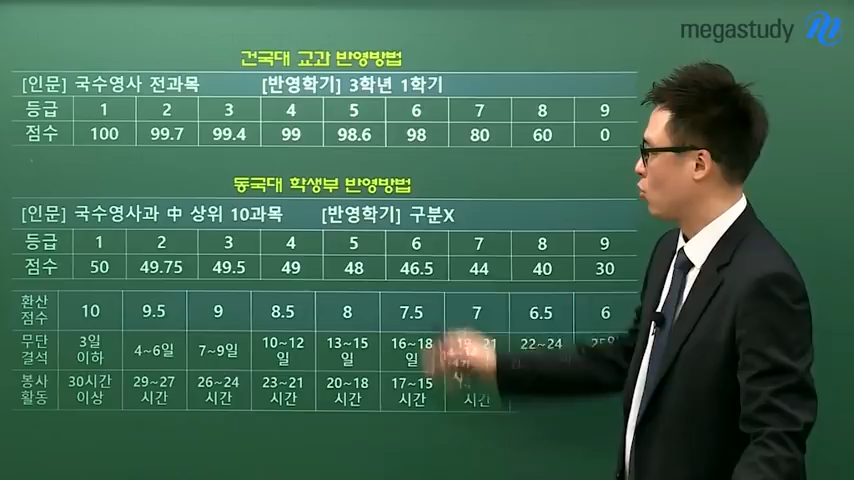 megastudy
건국대 교과 반영방법
[인문] 국수영사 전과목 [반영학기] 3학년 1학기
등급 1 2 3 4 5 6 7 8 9
점수 100 99.7 99.4 99 98.6 98 80 60 0
동국대 학생부 반영방법
[인문] 국수영사과 中 상위 10과목 [반영학기] 구분X
등급 1 2 3 4 5 6 7 8 9
점수 50 49.75 49.5 49 48 46.5 44 40 30
환산 점수 10 9.5 9 8.5 8 7.5 7 6.5 6
무단 결석 3일 이하 4~6일 7~9일 10~12 일 13~15 일 16~18 일 22~24
봉사 활동 30시간 이상 29~27 시간 26~24 시간 23~21 시간 20~18 시간 17~15 시간 시간